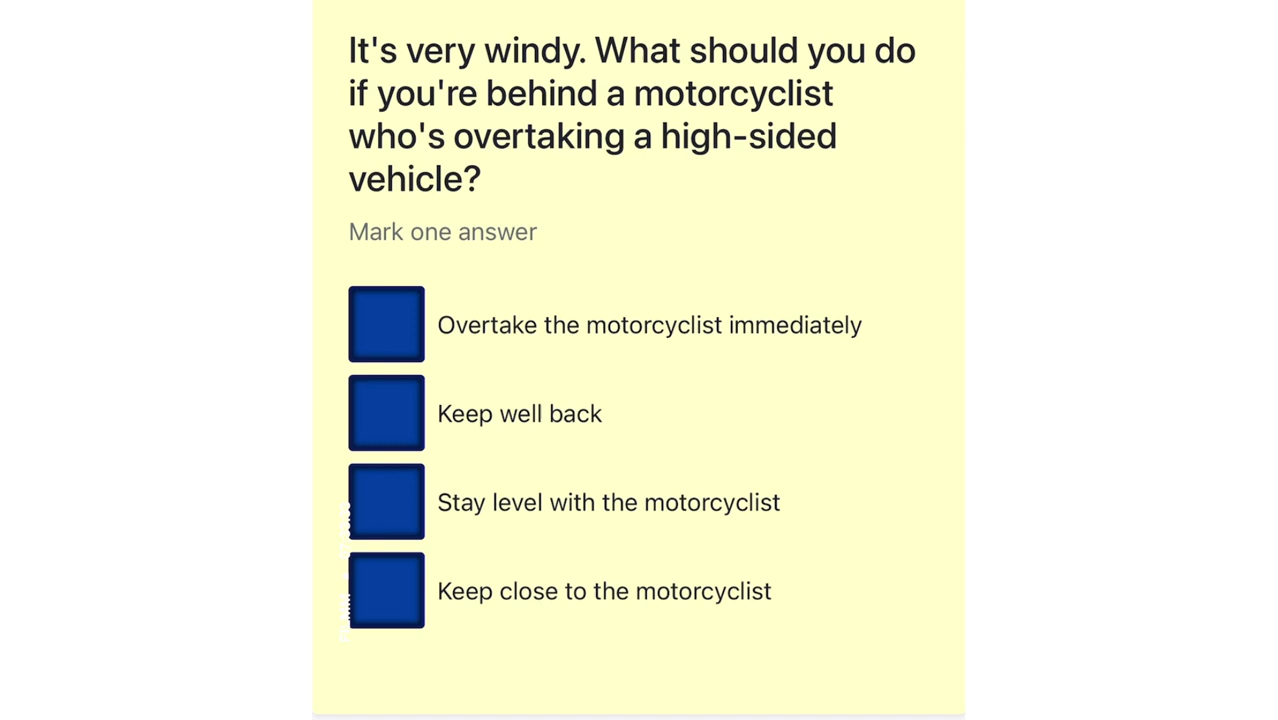 It's very windy. What should you do
if you're behind a motorcyclist
who's overtaking a high-sided
vehicle?
Mark one answer
Overtake the motorcyclist immediately
Keep well back
Stay level with the motorcyclist
Keep close to the motorcyclist